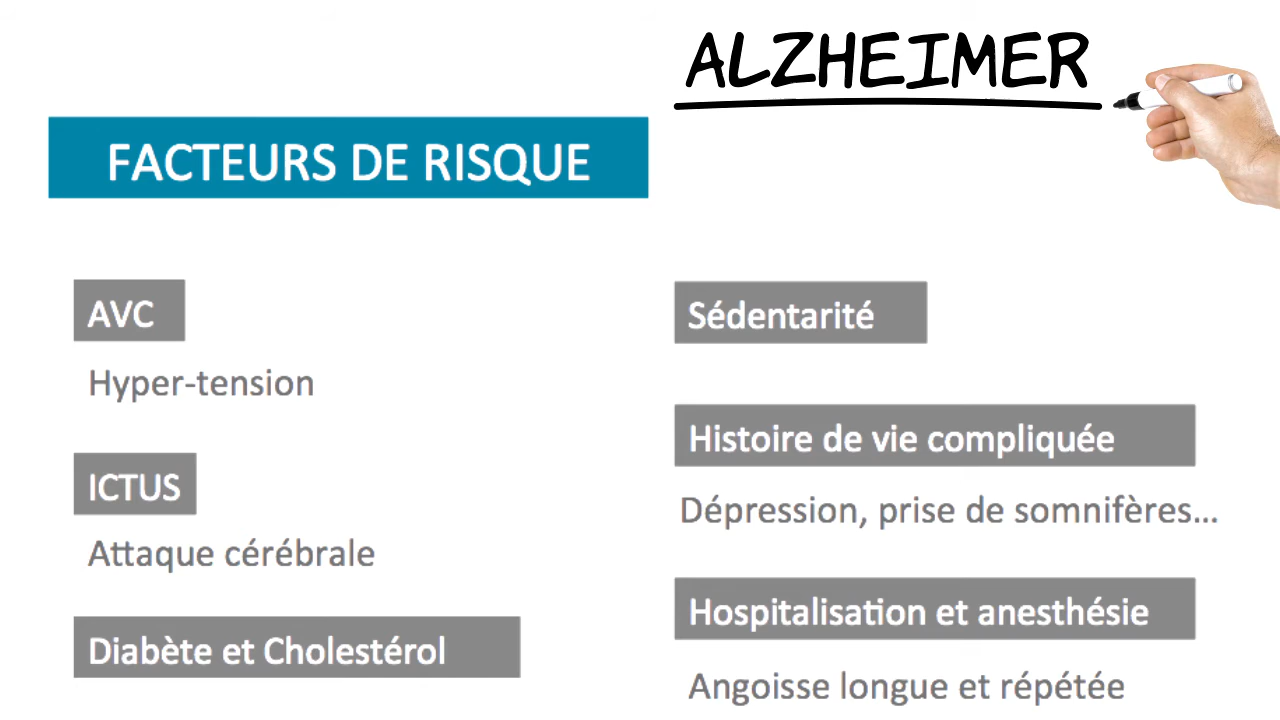 ALZHEIMER
FACTEURS DE RISQUE
AVC
Hyper-tension
ICTUS
Attaque cérébrale
Diabète et Cholestérol
Sédentarité
Histoire de vie compliquée
Dépression, prise de somnifères...
Hospitalisation et anesthésie
Angoisse longue et répétée